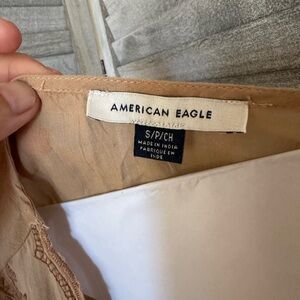 AMERICAN EAGLE
S/P/CH
MADE IN INDIA
FABRIQUÉ EN
INDE